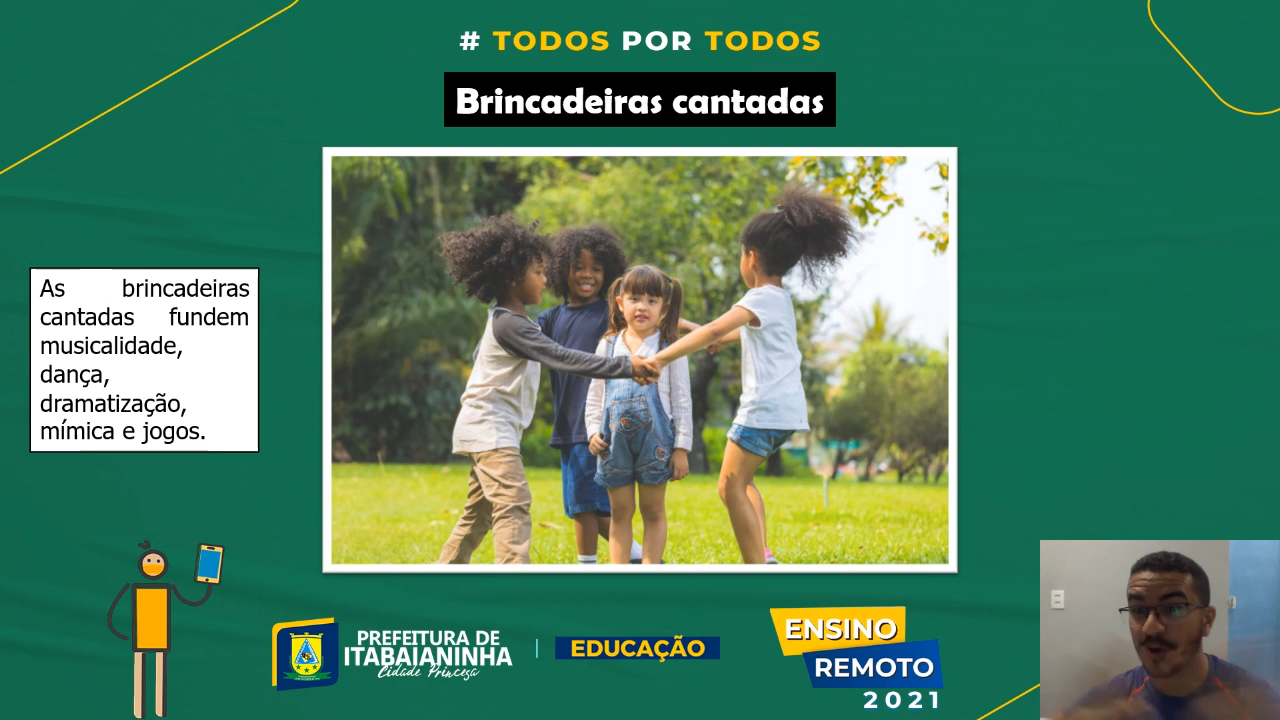 # TODOS POR TODOS
Brincadeiras cantadas
As brincadeiras
cantadas fundem
musicalidade,
dança,
dramatização,
mímica e jogos.
PREFEITURA DE
ITABAIANINHA
Cidade Princesa
EDUCAÇÃO
ENSINO
REMOTO
2021